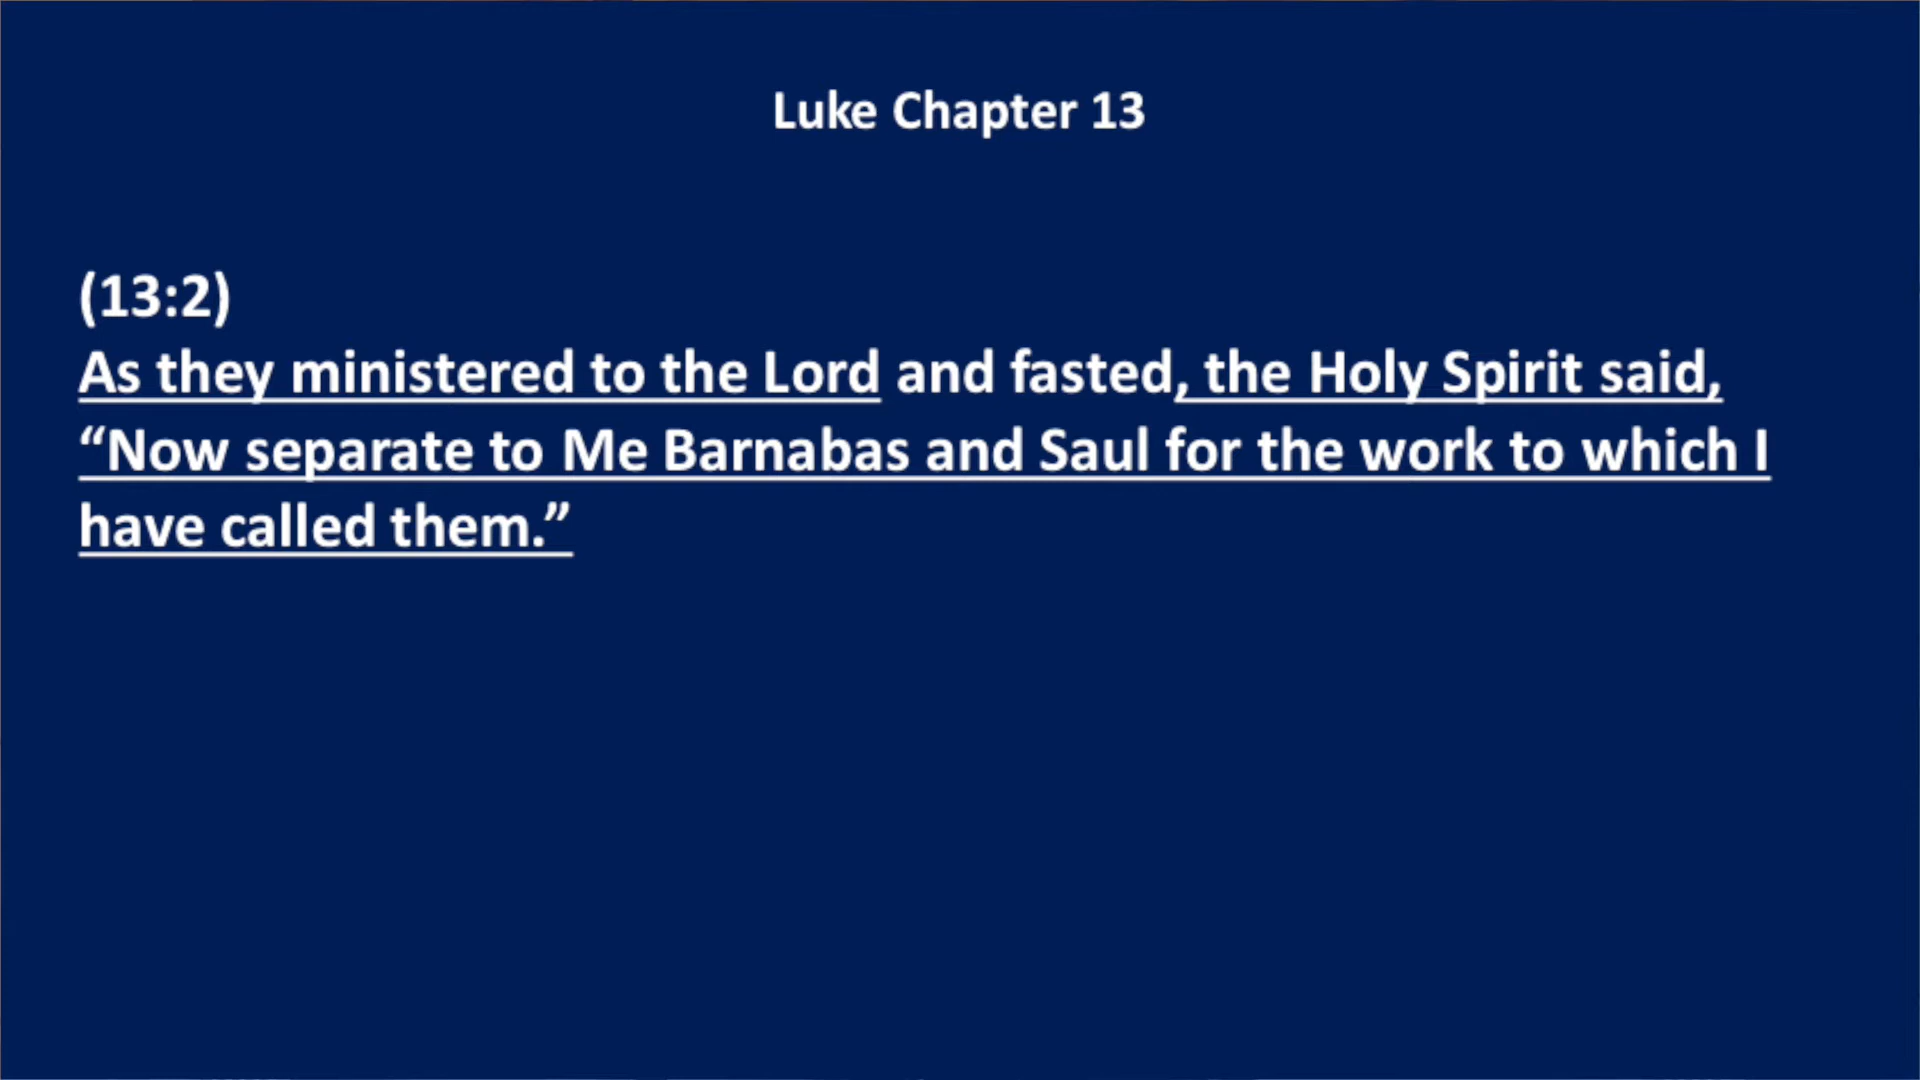 Luke Chapter 13
(13:2)
As they ministered to the Lord and fasted, the Holy Spirit said,
“Now separate to Me Barnabas and Saul for the work to which I
have called them.”